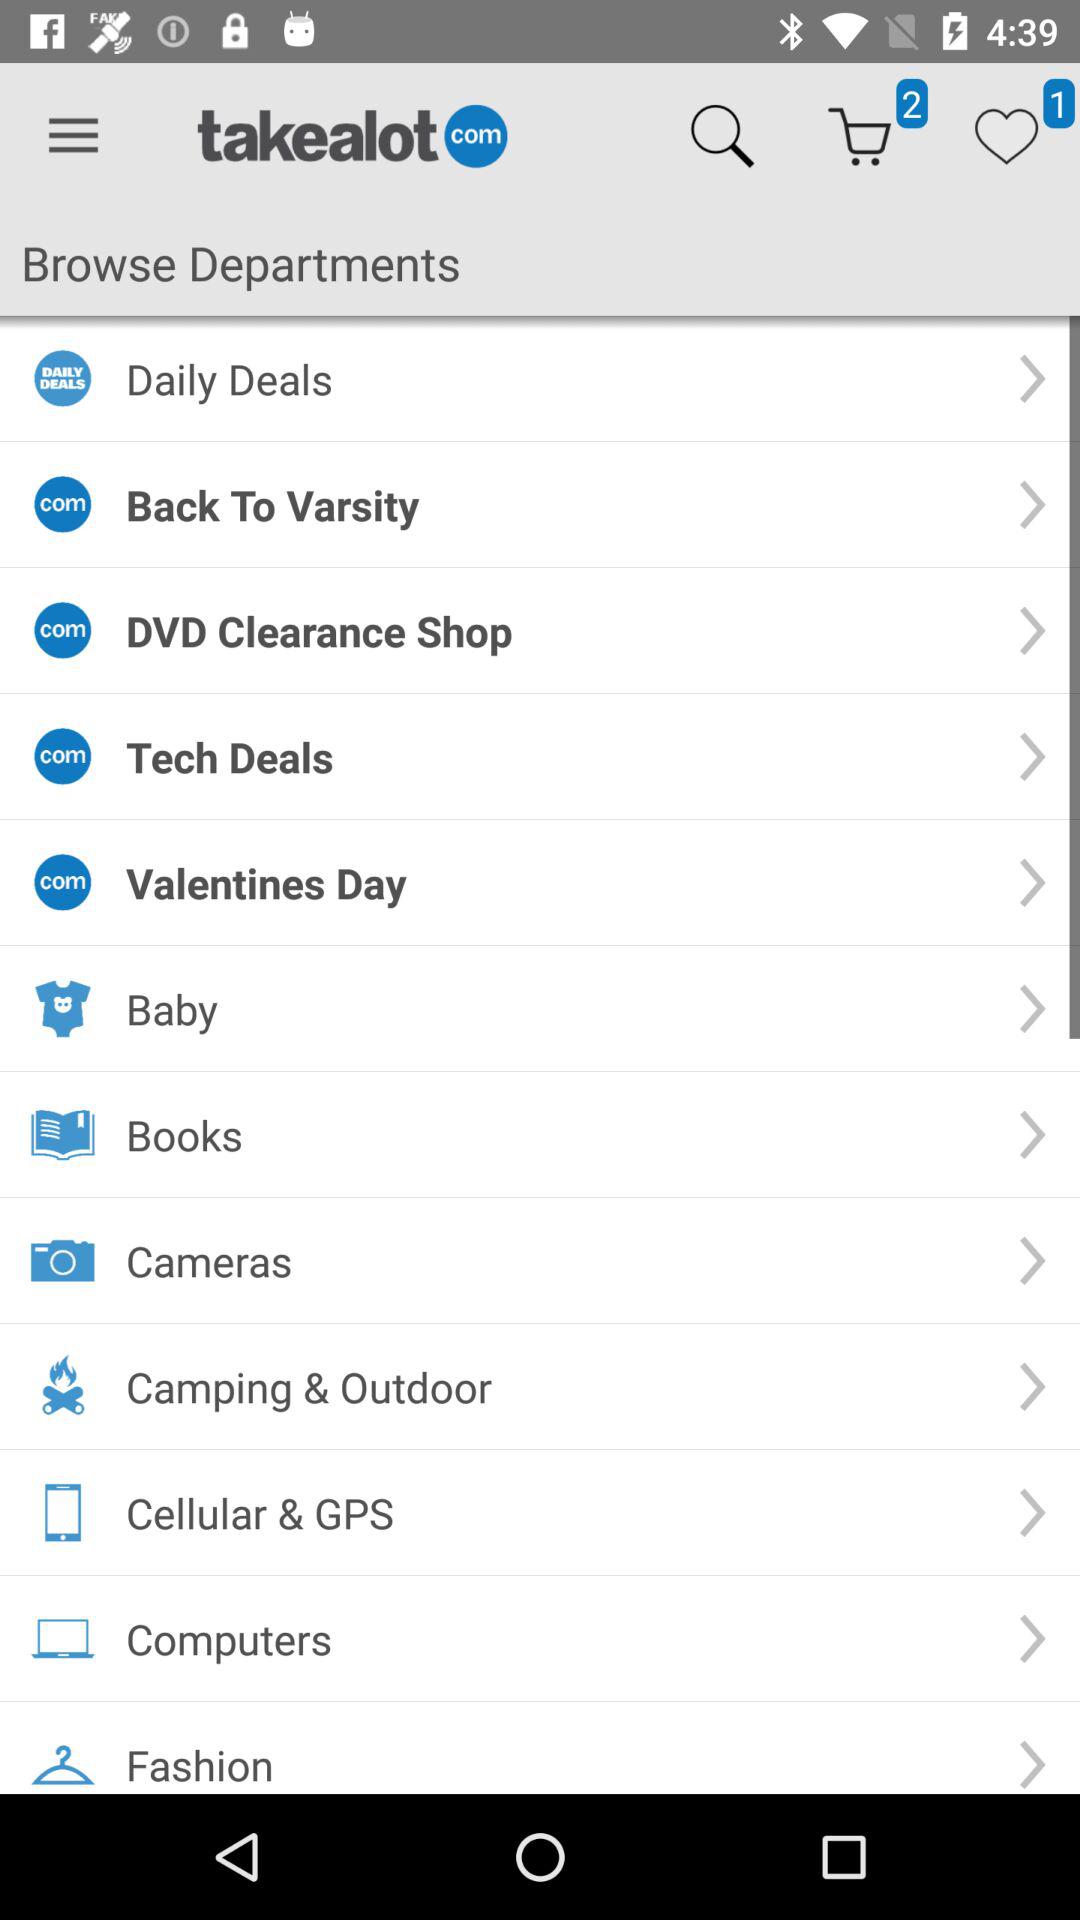 FAKE
4:39
takealot com
2
1
Browse Departments
DAILY DEALS
Daily Deals
com
Back To Varsity
com
DVD Clearance Shop
com
Tech Deals
com
Valentines Day
Baby
Books
Cameras
Camping & Outdoor
Cellular & GPS
Computers
Fashion